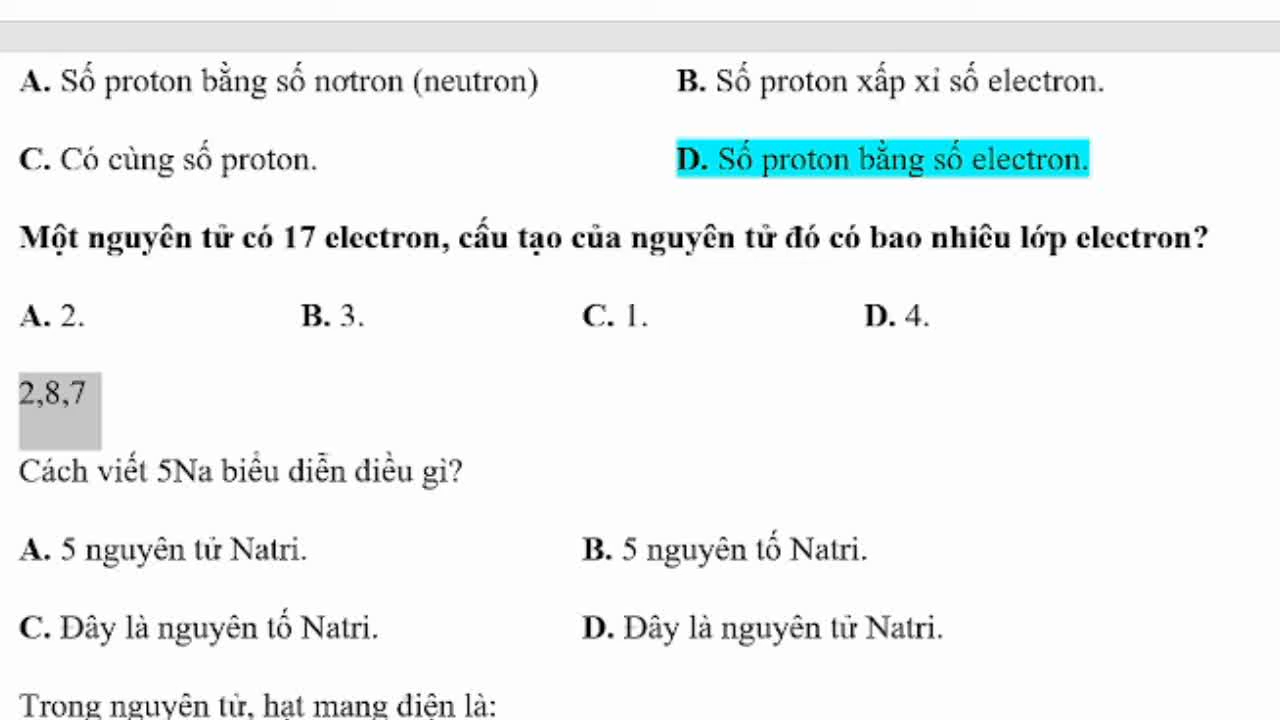 A. Số proton bằng số nơtron (neutron) B. Số proton xấp xỉ số electron.
C. Có cùng số proton. D. Số proton bằng số electron.
Một nguyên tử có 17 electron, cấu tạo của nguyên tử đó có bao nhiêu lớp electron?
A. 2. B. 3. C. 1. D. 4.
2,8,7
Cách viết 5Na biểu diễn điều gì?
A. 5 nguyên tử Natri. B. 5 nguyên tố Natri.
C. Đây là nguyên tố Natri. D. Đây là nguyên tử Natri.
Trong nguyên tử, hạt mang điện là: